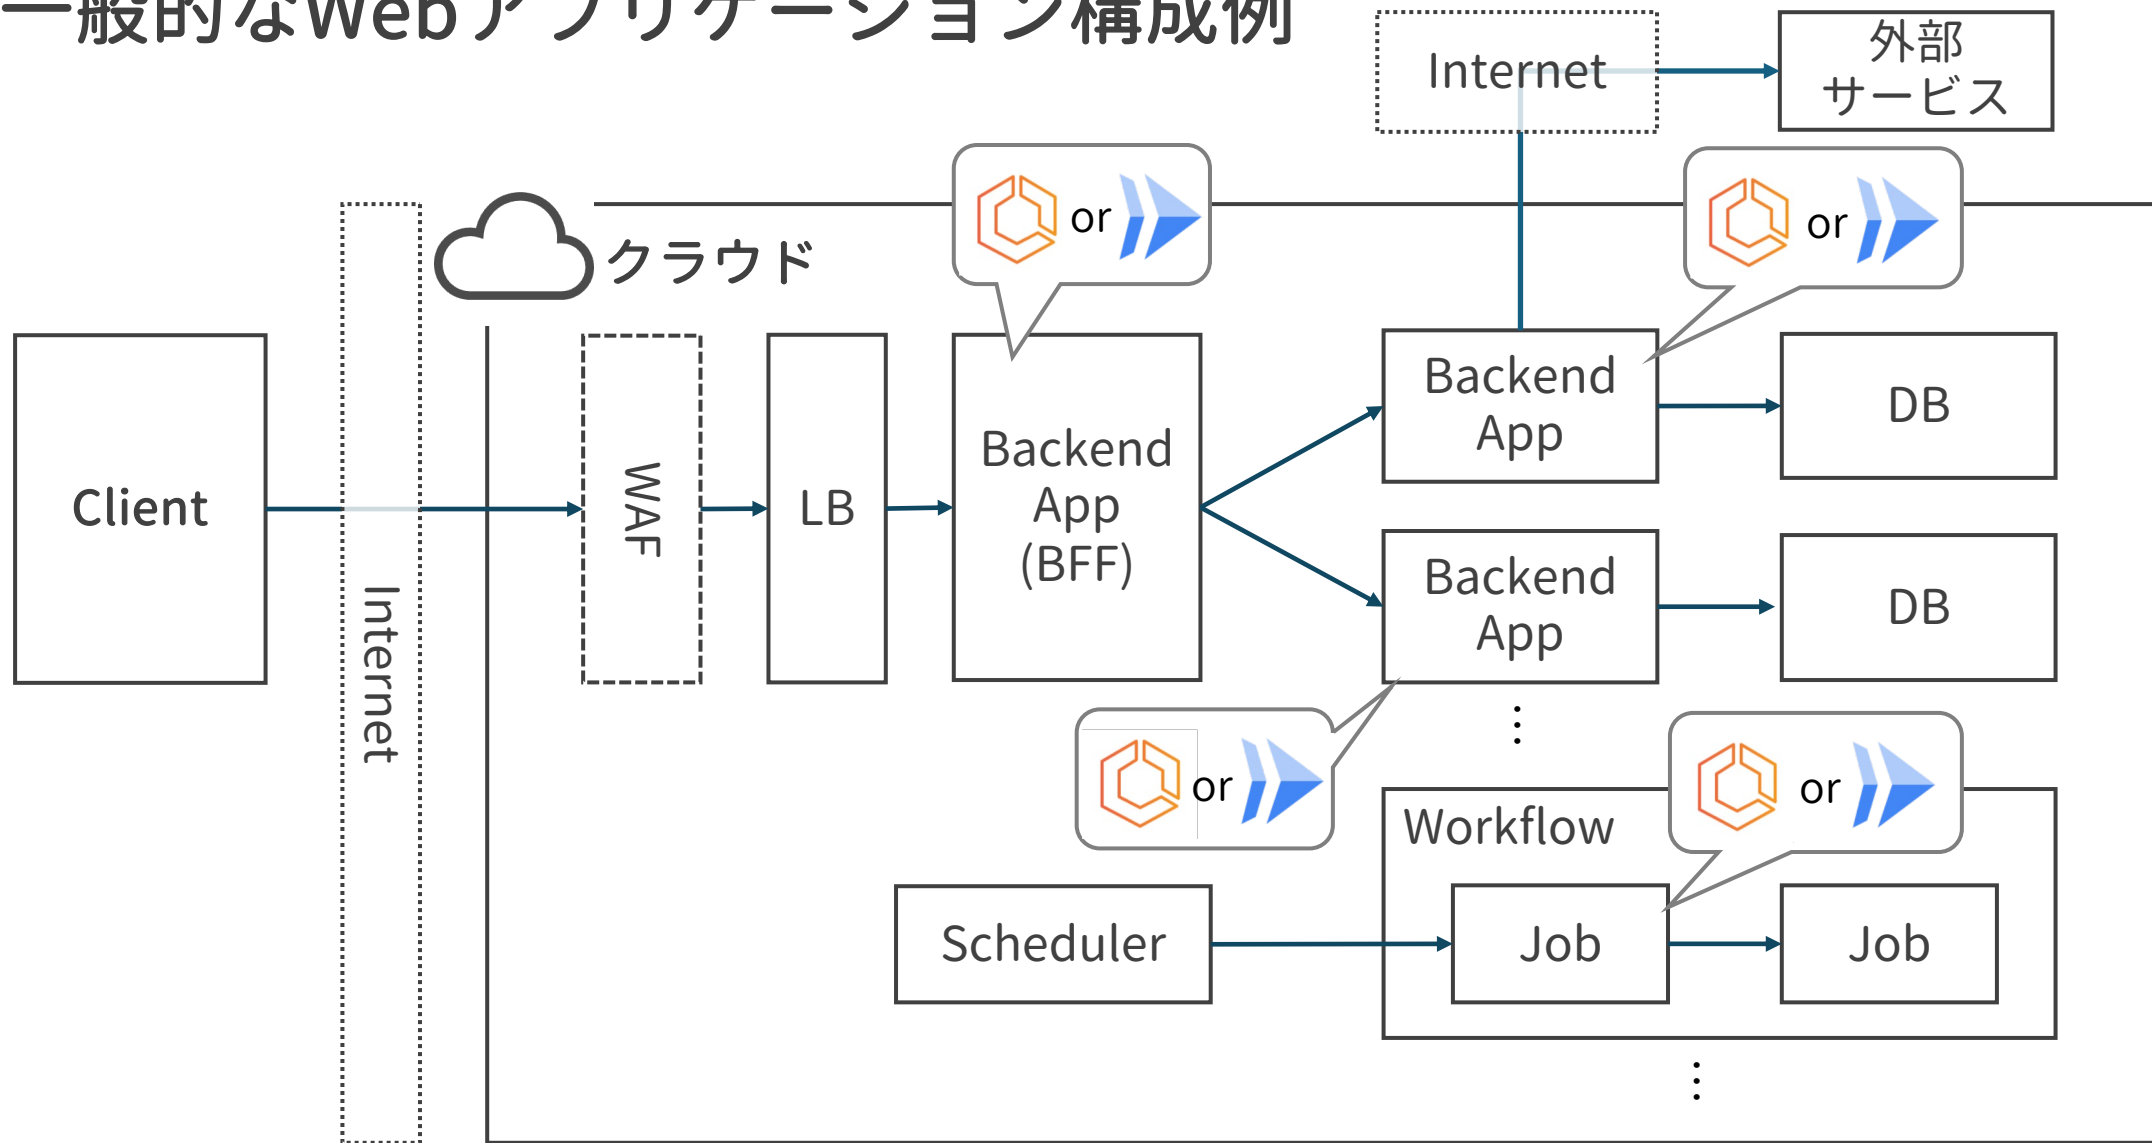 一般的なWebアプリケーション構成例
Internet
外部
サービス
or
or
クラウド
Client
Internet
WAF
LB
Backend
App
(BFF)
Backend
App
DB
Backend
App
DB
⋮
or
Workflow
or
Scheduler
Job
Job
⋮